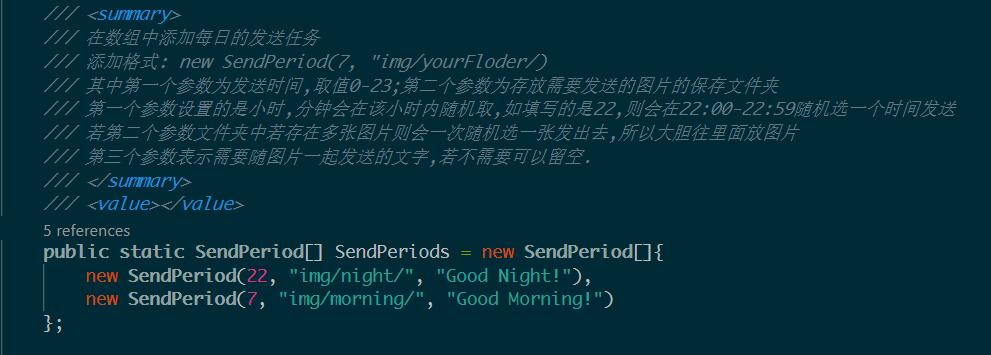 /// <summary>
/// 在数组中添加每日的发送任务
/// 添加格式: new SendPeriod(7, "img/yourFloder/)
/// 其中第一个参数为发送时间,取值0-23;第二个参数为存放需要发送的图片的保存文件夹
/// 第一个参数设置的是小时,分钟会在该小时内随机取,如填写的是22,则会在22:00-22:59随机选一个时间发送
/// 若第二个参数文件夹中若存在多张图片则会一次随机选一张发出去,所以大胆往里面放图片
/// 第三个参数表示需要随图片一起发送的文字,若不需要可以留空.
/// </summary>
/// <value></value>
5 references
public static SendPeriod[] SendPeriods = new SendPeriod[]{
new SendPeriod(22, "img/night/", "Good Night!"),
new SendPeriod(7, "img/morning/", "Good Morning!")
};